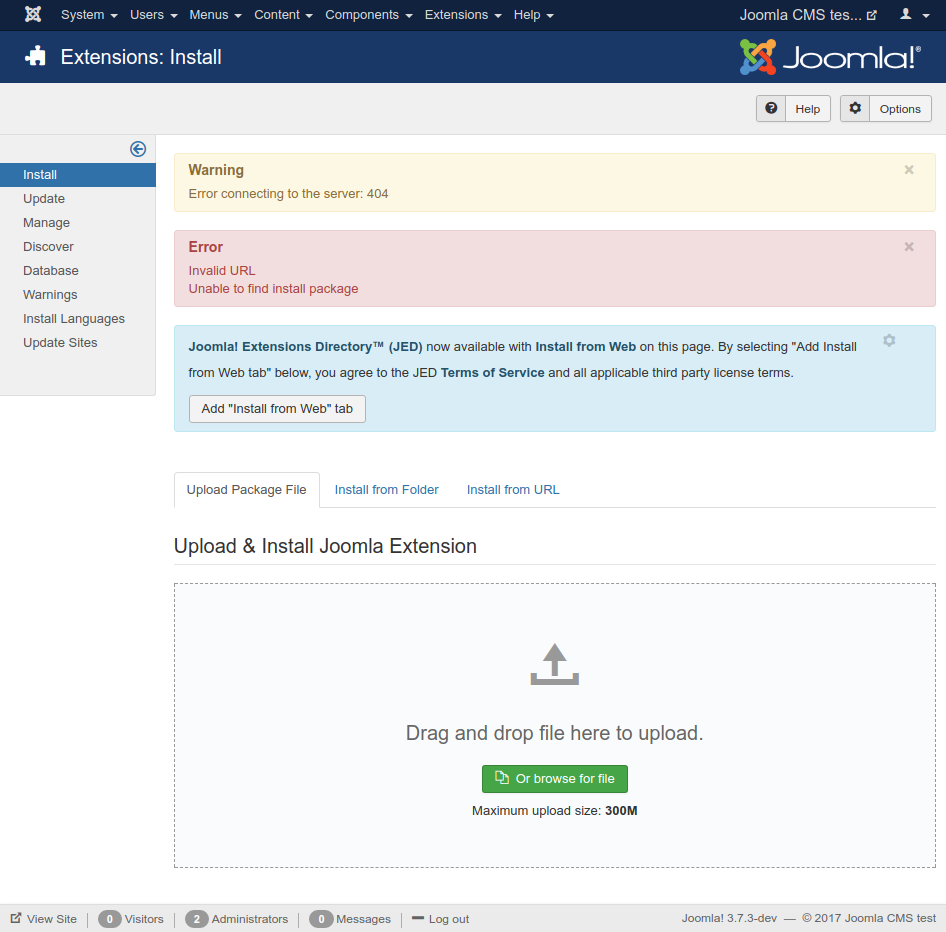 System Users Menus Content Components Extensions Help Joomla CMS tes...
Extensions: Install
Joomla!®
Help Options
Install
Update
Manage
Discover
Database
Warnings
Install Languages
Update Sites
Warning
Error connecting to the server: 404
Error
Invalid URL
Unable to find install package
Joomla! Extensions Directory™ (JED) now available with Install from Web on this page. By selecting "Add Install
from Web tab" below, you agree to the JED Terms of Service and all applicable third party license terms.
Add "Install from Web" tab
Upload Package File Install from Folder Install from URL
Upload & Install Joomla Extension
Drag and drop file here to upload.
Or browse for file
Maximum upload size: 300M
View Site 0 Visitors 2 Administrators 0 Messages Log out Joomla! 3.7.3-dev — © 2017 Joomla CMS test